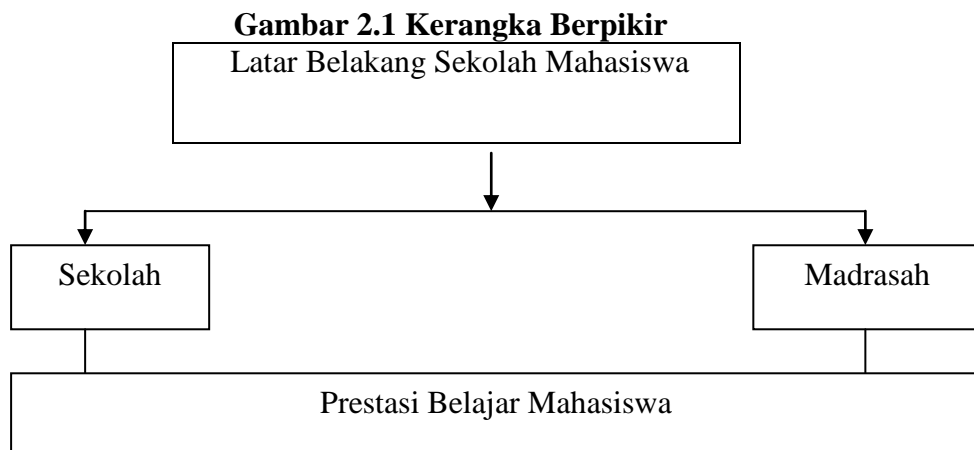 Gambar 2.1 Kerangka Berpikir
Latar Belakang Sekolah Mahasiswa
Sekolah
Madrasah
Prestasi Belajar Mahasiswa